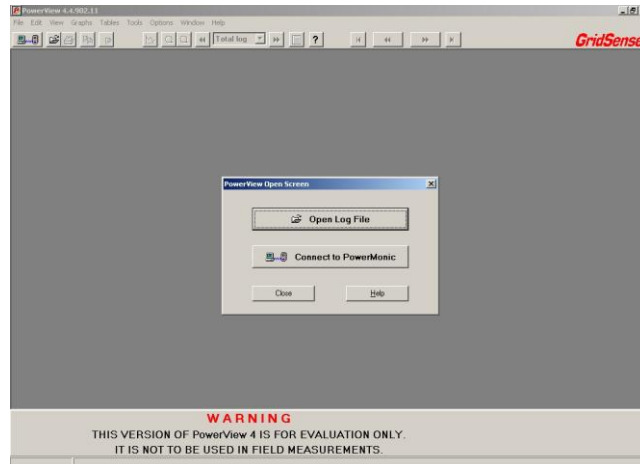 PowerView 4.4.902.11
File Edit View Graphs Tables Tools Options Window Help
Total log
?
GridSense
PowerView Open Screen
Open Log File
Connect to PowerMonic
Close Help
WARNING
THIS VERSION OF PowerView 4 IS FOR EVALUATION ONLY.
IT IS NOT TO BE USED IN FIELD MEASUREMENTS.